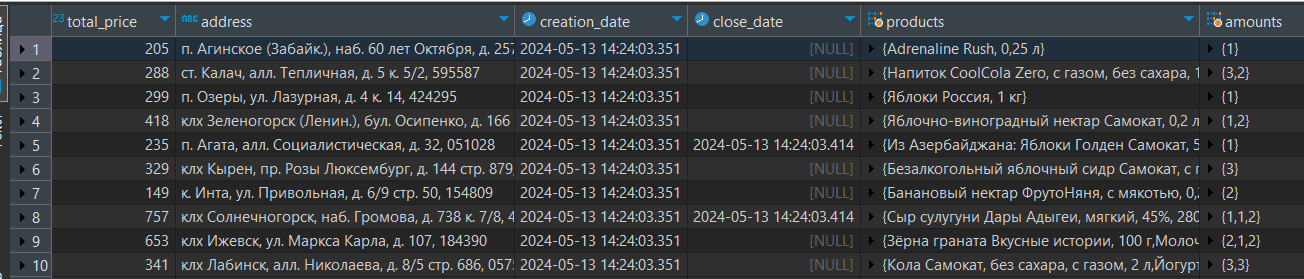 23 total_price ABC address creation_date close_date products amounts
1 205 п. Агинское (Забайк.), наб. 60 лет Октября, д. 257 2024-05-13 14:24:03.351 [NULL] {Adrenaline Rush, 0,25 л} {1}
2 288 ст. Калач, алл. Тепличная, д. 5 к. 5/2, 595587 2024-05-13 14:24:03.351 [NULL] {Напиток CoolCola Zero, с газом, без сахара, 1 {3,2}
3 299 п. Озеры, ул. Лазурная, д. 4 к. 14, 424295 2024-05-13 14:24:03.351 [NULL] {Яблоки Россия, 1 кг} {1}
4 418 клх Зеленогорск (Ленин.), бул. Осипенко, д. 166 2024-05-13 14:24:03.351 [NULL] {Яблочно-виноградный нектар Самокат, 0,2 л {1,2}
5 235 п. Агата, алл. Социалистическая, д. 32, 051028 2024-05-13 14:24:03.351 2024-05-13 14:24:03.414 {Из Азербайджана: Яблоки Голден Самокат, 5 {1}
6 329 клх Кырен, пр. Розы Люксембург, д. 144 стр. 879, 2024-05-13 14:24:03.351 [NULL] {Безалкогольный яблочный сидр Самокат, с г {3}
7 149 к. Инта, ул. Привольная, д. 6/9 стр. 50, 154809 2024-05-13 14:24:03.351 [NULL] {Банановый нектар ФрутоНяня, с мякотью, 0, {2}
8 757 клх Солнечногорск, наб. Громова, д. 738 к. 7/8, 4 2024-05-13 14:24:03.351 2024-05-13 14:24:03.414 {Сыр сулугуни Дары Адыгеи, мягкий, 45%, 280 {1,1,2}
9 653 клх Ижевск, ул. Маркса Карла, д. 107, 184390 2024-05-13 14:24:03.351 [NULL] {Зёрна граната Вкусные истории, 100 г,Молоч {2,1,2}
10 341 клх Лабинск, алл. Николаева, д. 8/5 стр. 686, 057 2024-05-13 14:24:03.351 [NULL] {Кола Самокат, без сахара, с газом, 2 л,Йогурт {3,3}